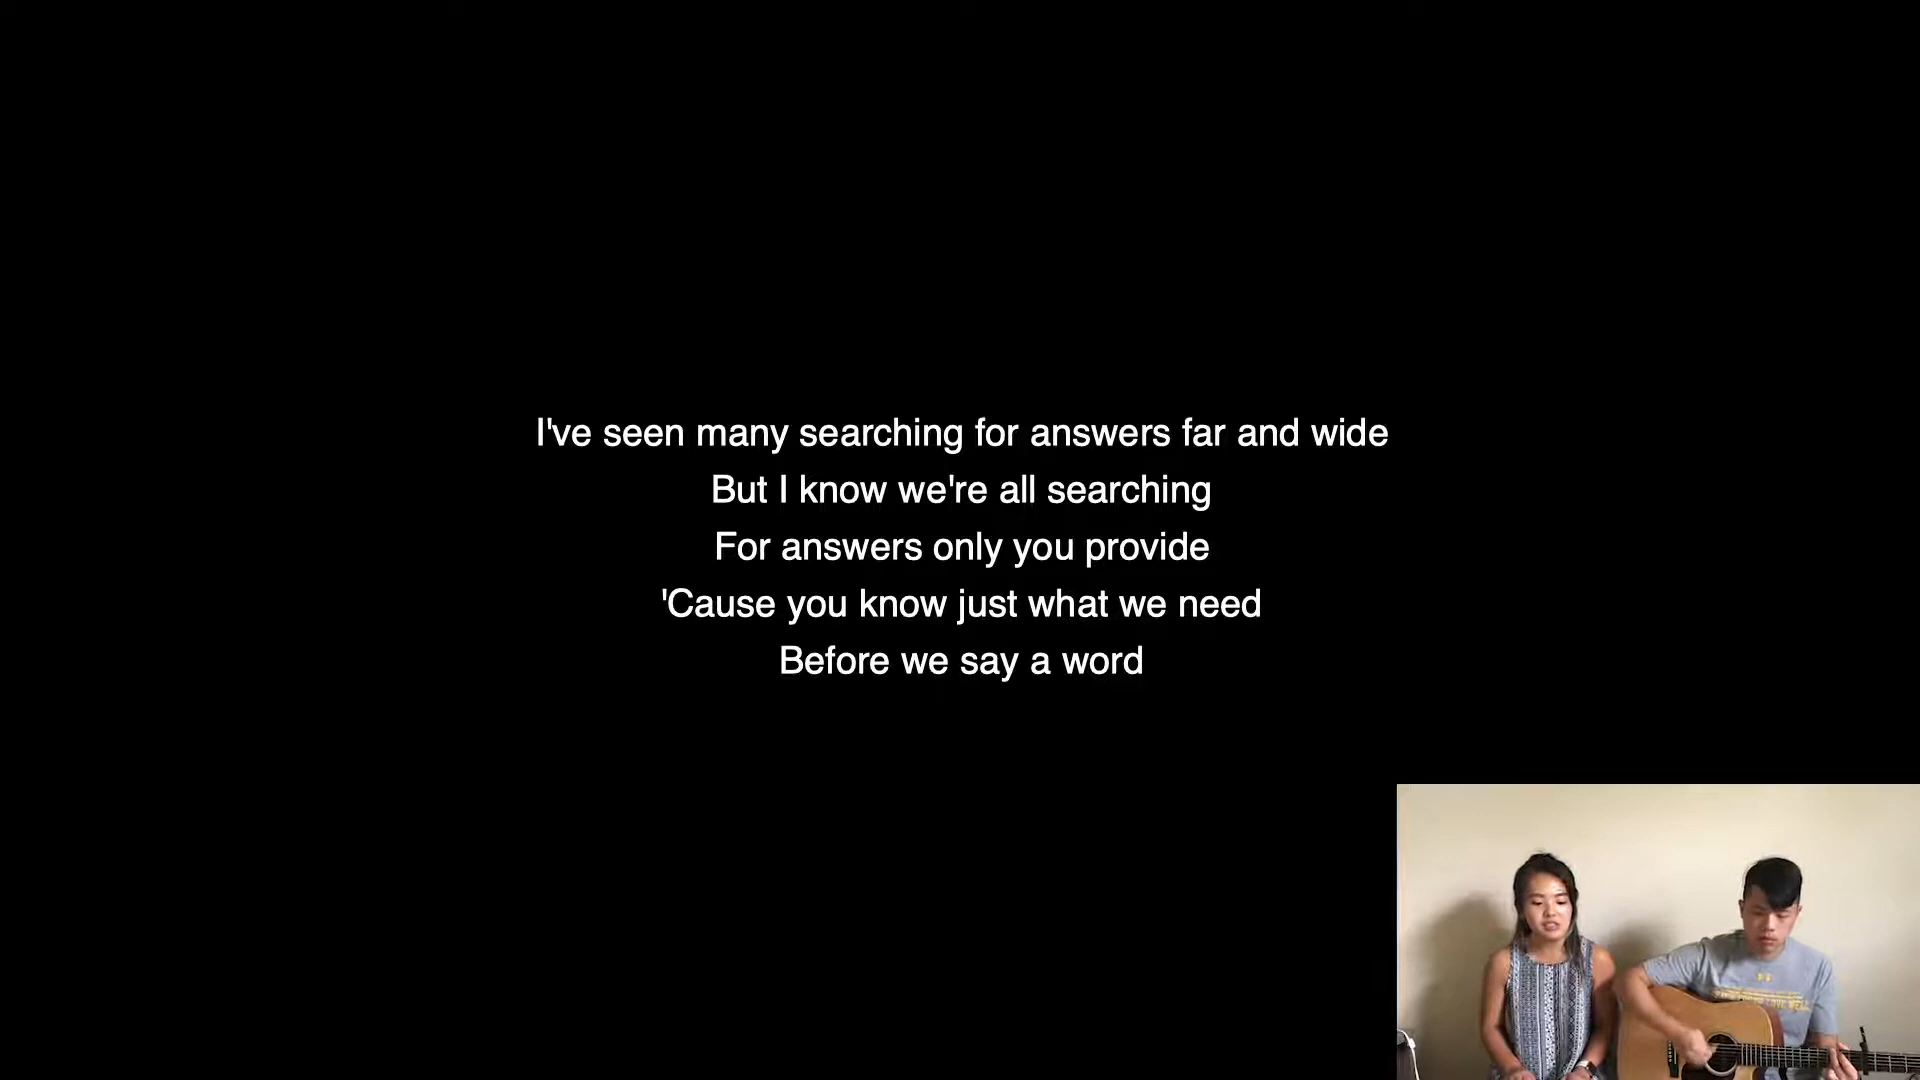 I've seen many searching for answers far and wide
But I know we're all searching
For answers only you provide
'Cause you know just what we need
Before we say a word